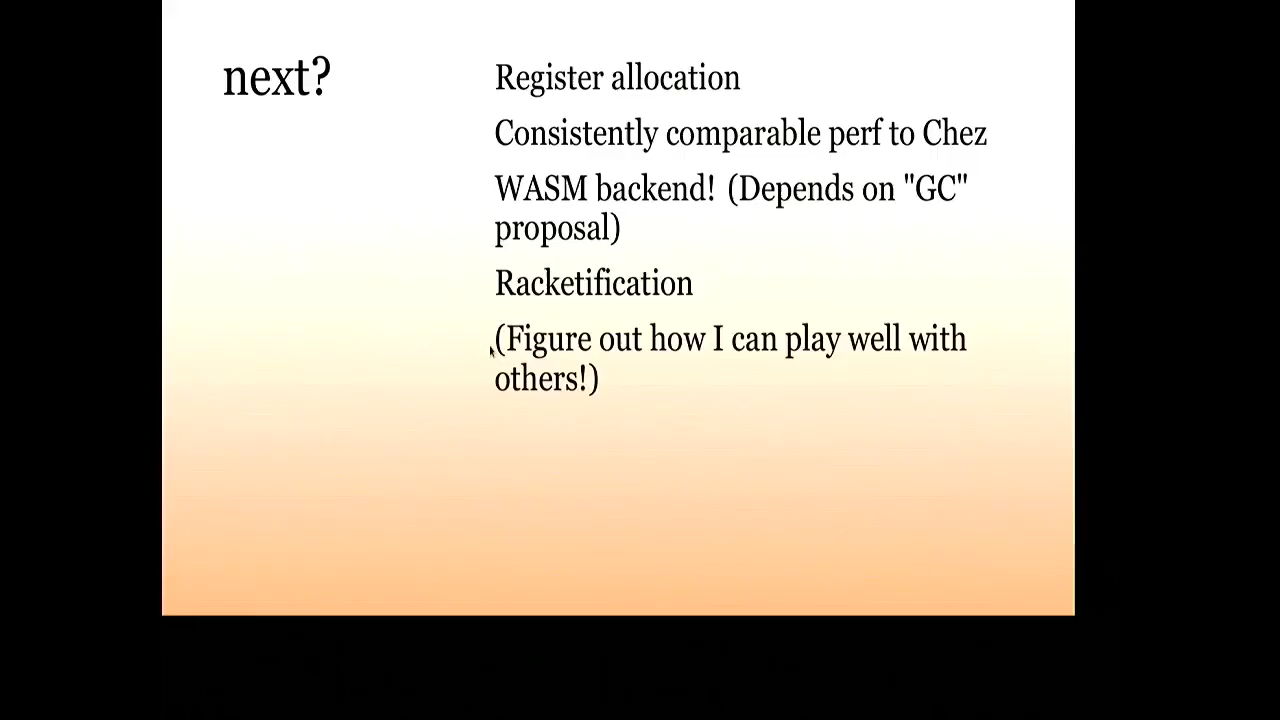 next?
Register allocation
Consistently comparable perf to Chez
WASM backend! (Depends on "GC"
proposal)
Racketification
(Figure out how I can play well with
others!)